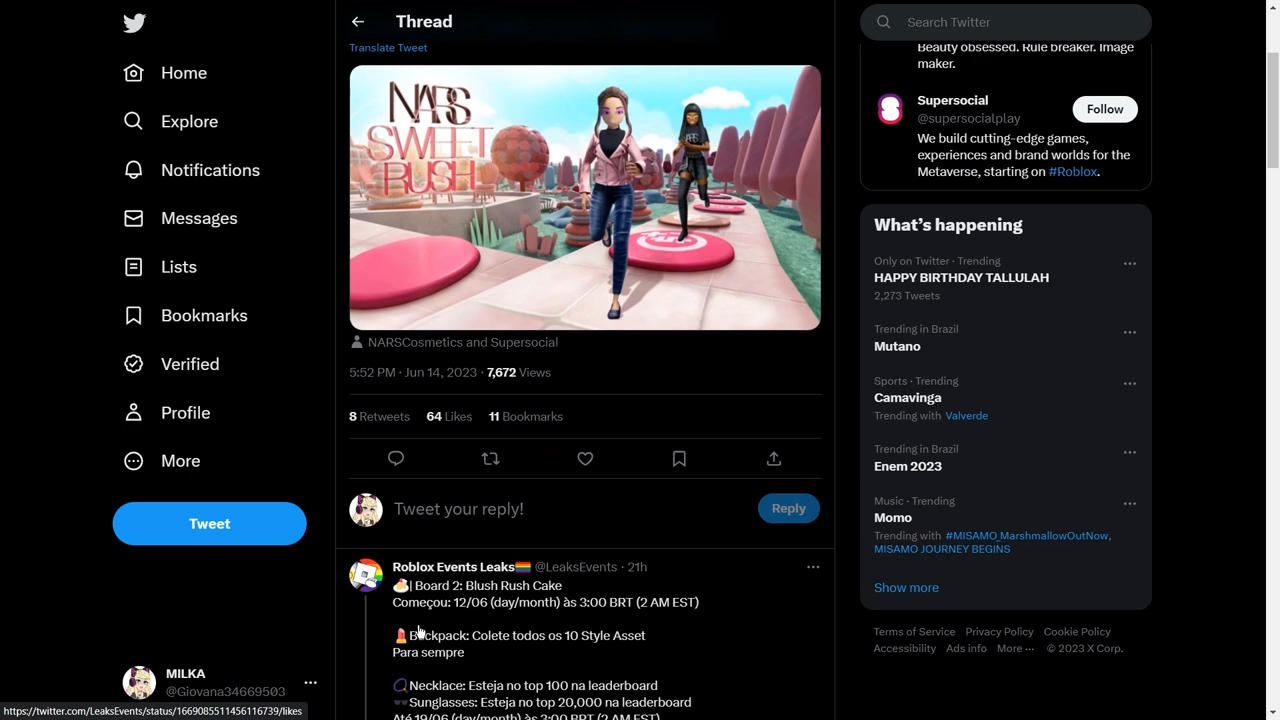 Thread
Translate Tweet
NARS
SWEET
RUSH
NARSCosmetics and Supersocial
5:52 PM · Jun 14, 2023 · 7,672 Views
8 Retweets 64 Likes 11 Bookmarks
Tweet your reply!
Reply
Roblox Events Leaks🏳️‍🌈 @LeaksEvents · 21h
🍰| Board 2: Blush Rush Cake
Começou: 12/06 (day/month) às 3:00 BRT (2 AM EST)
💄Backpack: Colete todos os 10 Style Asset
Para sempre
📿Necklace: Esteja no top 100 na leaderboard
🕶️Sunglasses: Esteja no top 20,000 na leaderboard
Até 19/06 (day/month) às 3:00 BRT (2 AM EST)
Home
Explore
Notifications
Messages
Lists
Bookmarks
Verified
Profile
More
Tweet
MILKA
@Giovana34669503
https://twitter.com/LeaksEvents/status/1669085511456116739/likes
Search Twitter
Beauty obsessed. Rule breaker. Image
maker.
Supersocial
@supersocialplay
Follow
We build cutting-edge games,
experiences and brand worlds for the
Metaverse, starting on #Roblox.
What's happening
Only on Twitter · Trending
HAPPY BIRTHDAY TALLULAH
2,273 Tweets
Trending in Brazil
Mutano
Sports · Trending
Camavinga
Trending with Valverde
Trending in Brazil
Enem 2023
Music · Trending
Momo
Trending with #MISAMO_MarshmallowOutNow,
MISAMO JOURNEY BEGINS
Show more
Terms of Service Privacy Policy Cookie Policy
Accessibility Ads info More ··· © 2023 X Corp.